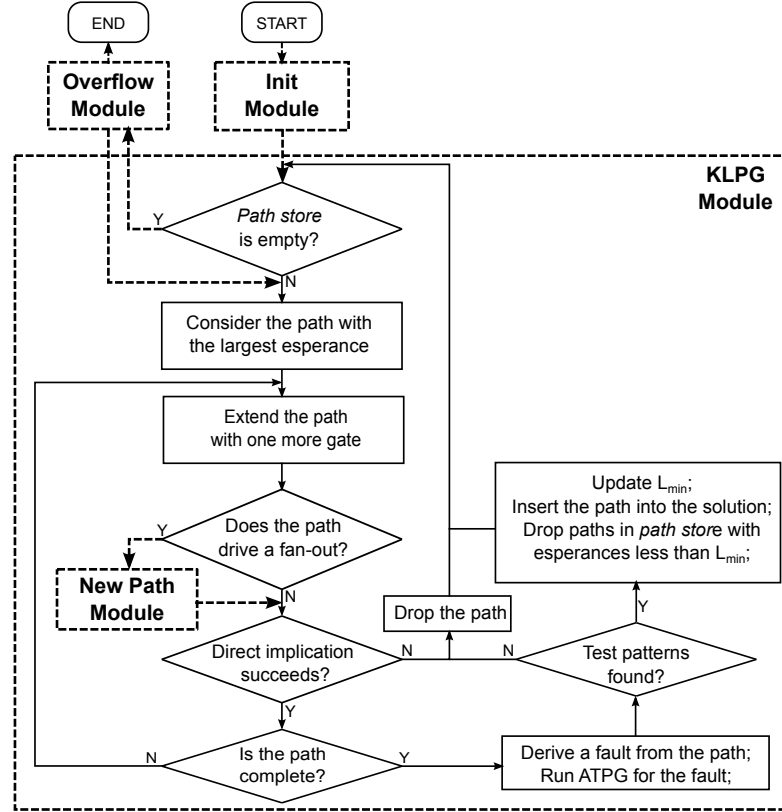 END
START
Overflow
Module
Init
Module
KLPG
Module
Path store
is empty?
Y
N
Consider the path with
the largest esperance
Extend the path
with one more gate
Does the path
drive a fan-out?
Y
N
New Path
Module
Update Lmin;
Insert the path into the solution;
Drop paths in path store with
esperances less than Lmin;
Drop the path
Y
Direct implication
succeeds?
N
Y
N
Test patterns
found?
Is the path
complete?
N
Y
Derive a fault from the path;
Run ATPG for the fault;